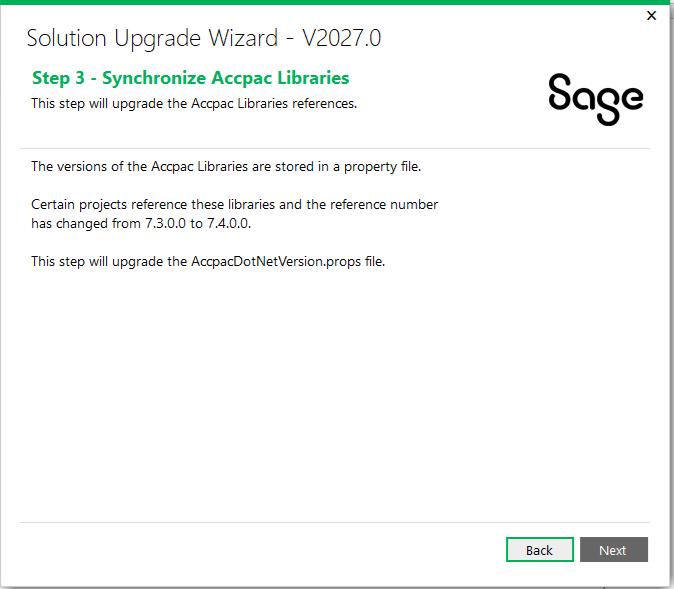 Solution Upgrade Wizard - V2027.0
Step 3 - Synchronize Accpac Libraries
This step will upgrade the Accpac Libraries references.
Sage
The versions of the Accpac Libraries are stored in a property file.
Certain projects reference these libraries and the reference number
has changed from 7.3.0.0 to 7.4.0.0.
This step will upgrade the AccpacDotNetVersion.props file.
Back
Next